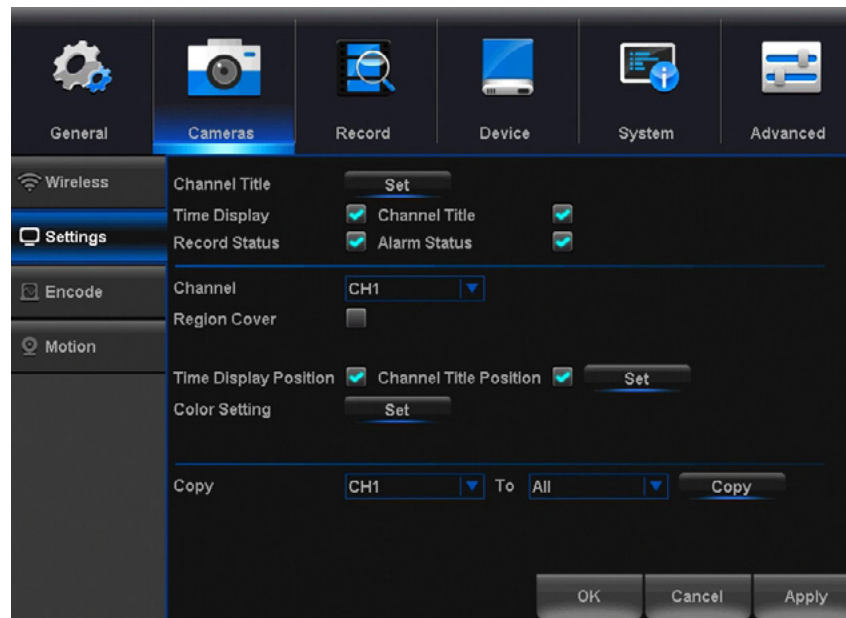 General Cameras Record Device System Advanced
Wireless
Settings
Encode
Motion
Channel Title Set
Time Display Channel Title
Record Status Alarm Status
Channel CH1
Region Cover
Time Display Position Channel Title Position Set
Color Setting Set
Copy CH1 To All Copy
OK Cancel Apply